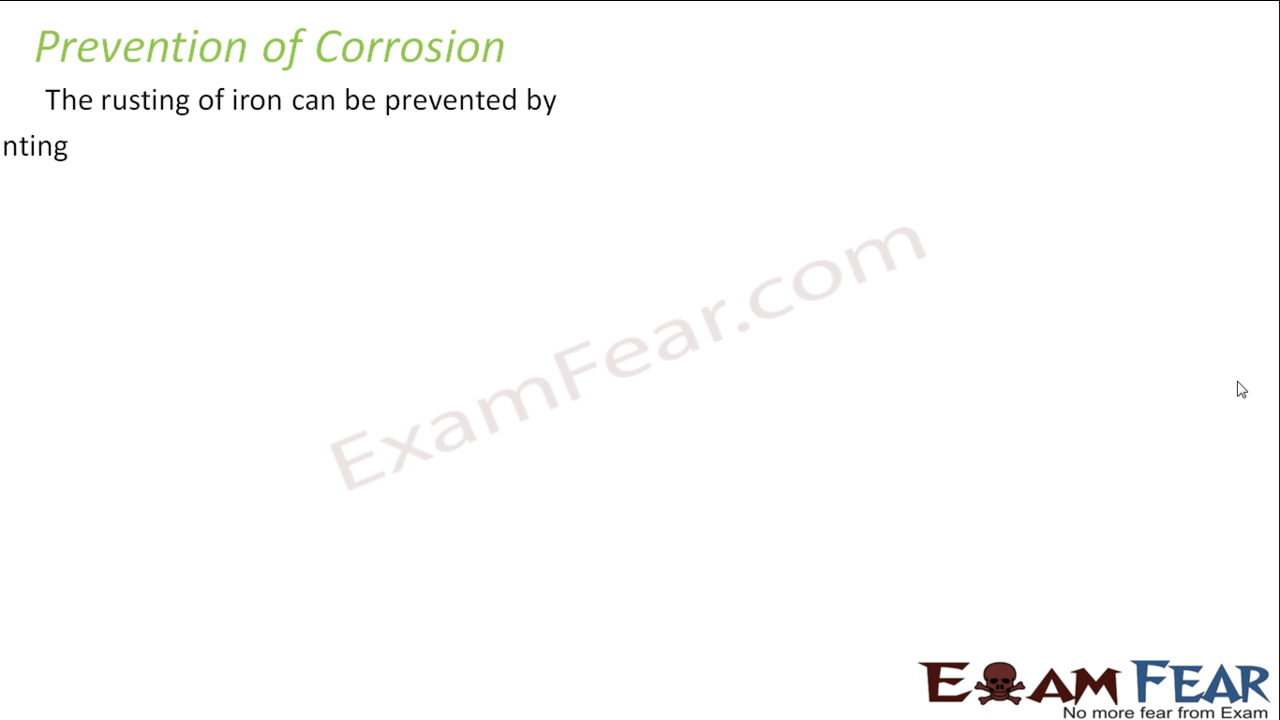 Prevention of Corrosion
The rusting of iron can be prevented by
nting
ExamFear.com
EXAM FEAR
No more fear from Exam